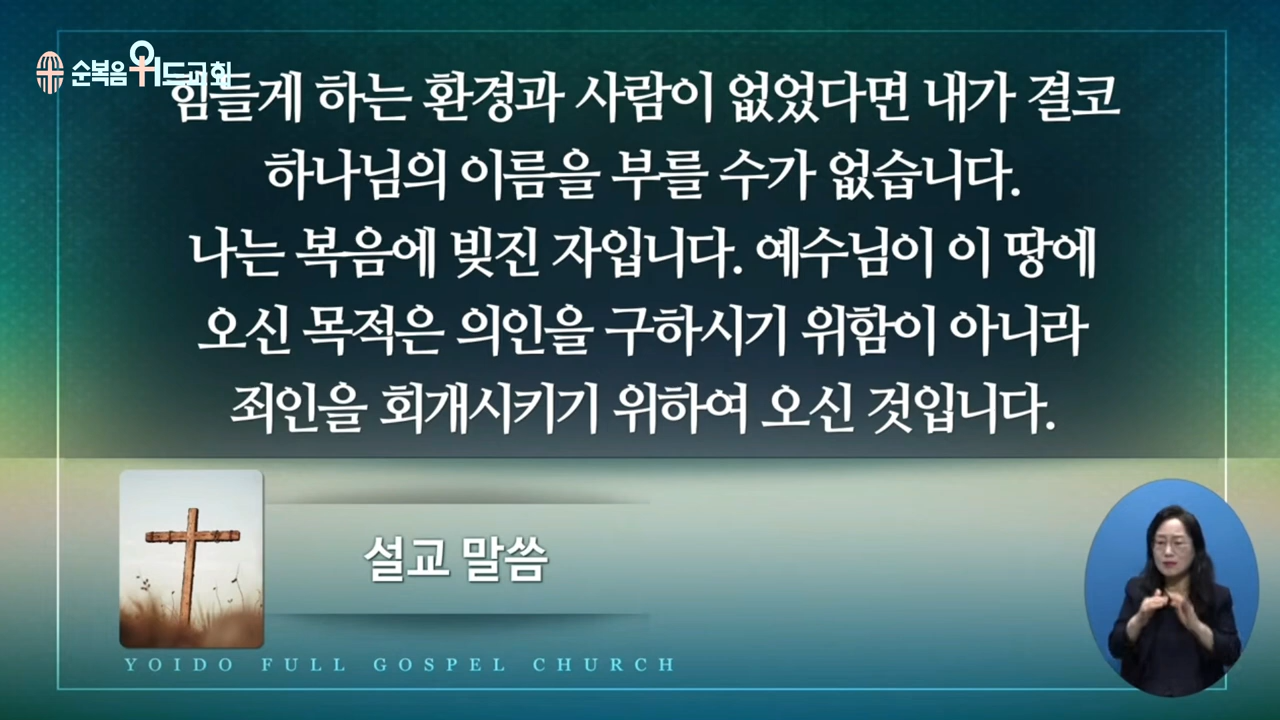 순복음위드교회
힘들게 하는 환경과 사람이 없었다면 내가 결코
하나님의 이름을 부를 수가 없습니다.
나는 복음에 빚진 자입니다. 예수님이 이 땅에
오신 목적은 의인을 구하시기 위함이 아니라
죄인을 회개시키기 위하여 오신 것입니다.
설교 말씀
YOIDO FULL GOSPEL CHURCH